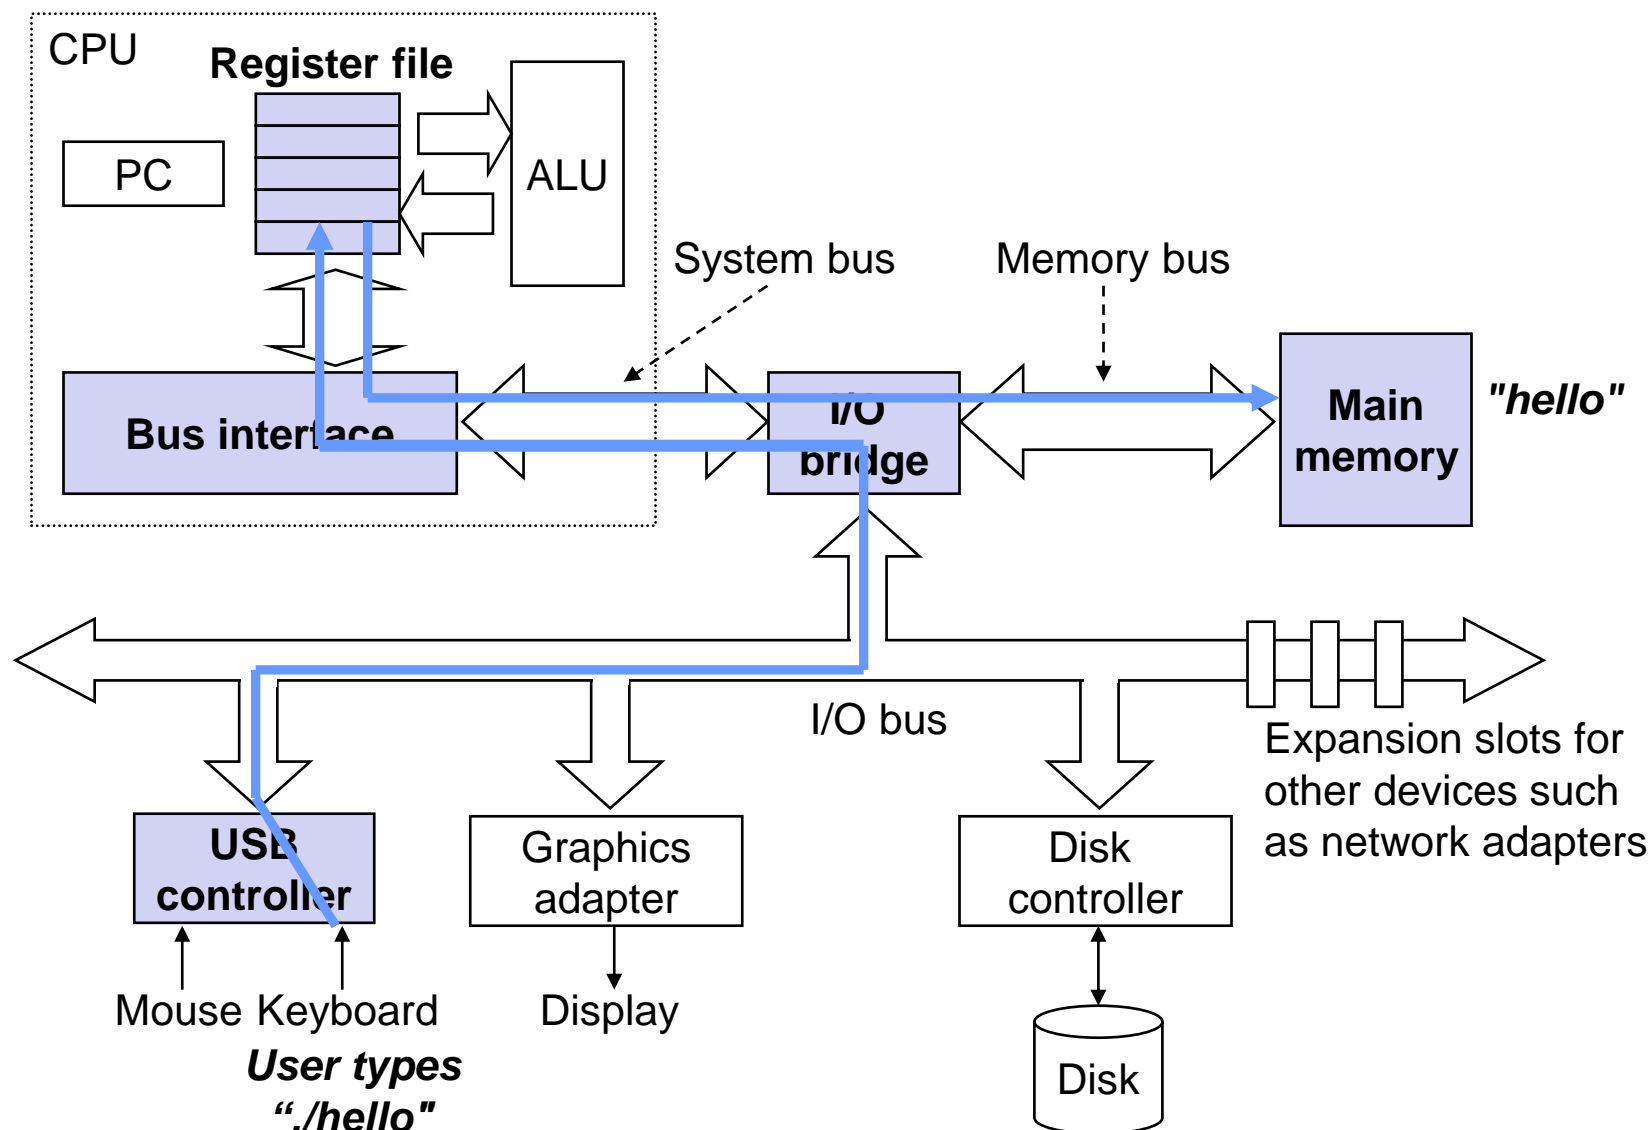 CPU
Register file
PC
ALU
System bus
Memory bus
Bus interface
I/O
bridge
Main
memory
"hello"
I/O bus
Expansion slots for
other devices such
as network adapters
USB
controller
Graphics
adapter
Disk
controller
Mouse
Keyboard
Display
User types
“./hello"
Disk